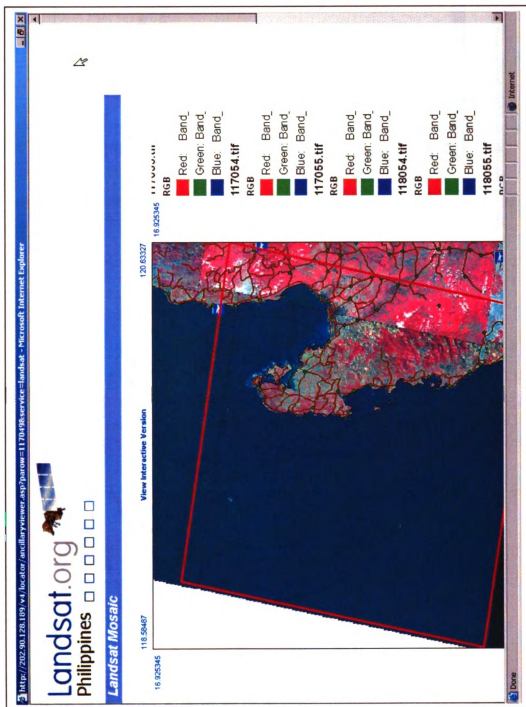 http://202.90.128.189/v4/locator/ancillaryviewer.asp?parow=117049&service=landsat - Microsoft Internet Explorer
Landsat.org
Philippines
Landsat Mosaic
View Interactive Version
118.58487
120.63327
16.925345
16.925345
RGB
Red: Band_
Green: Band_
Blue: Band_
117054.tif
RGB
Red: Band_
Green: Band_
Blue: Band_
117055.tif
RGB
Red: Band_
Green: Band_
Blue: Band_
118054.tif
RGB
Red: Band_
Green: Band_
Blue: Band_
118055.tif
Done
Internet